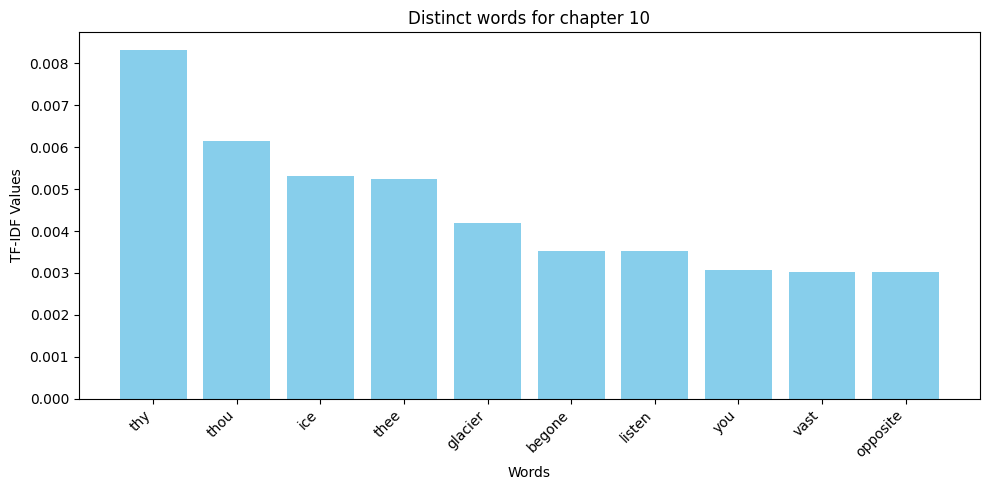 Distinct words for chapter 10
TF-IDF Values
0.008
0.007
0.006
0.005
0.004
0.003
0.002
0.001
0.000
thy
thou
ice
thee
glacier
begone
listen
you
vast
opposite
Words